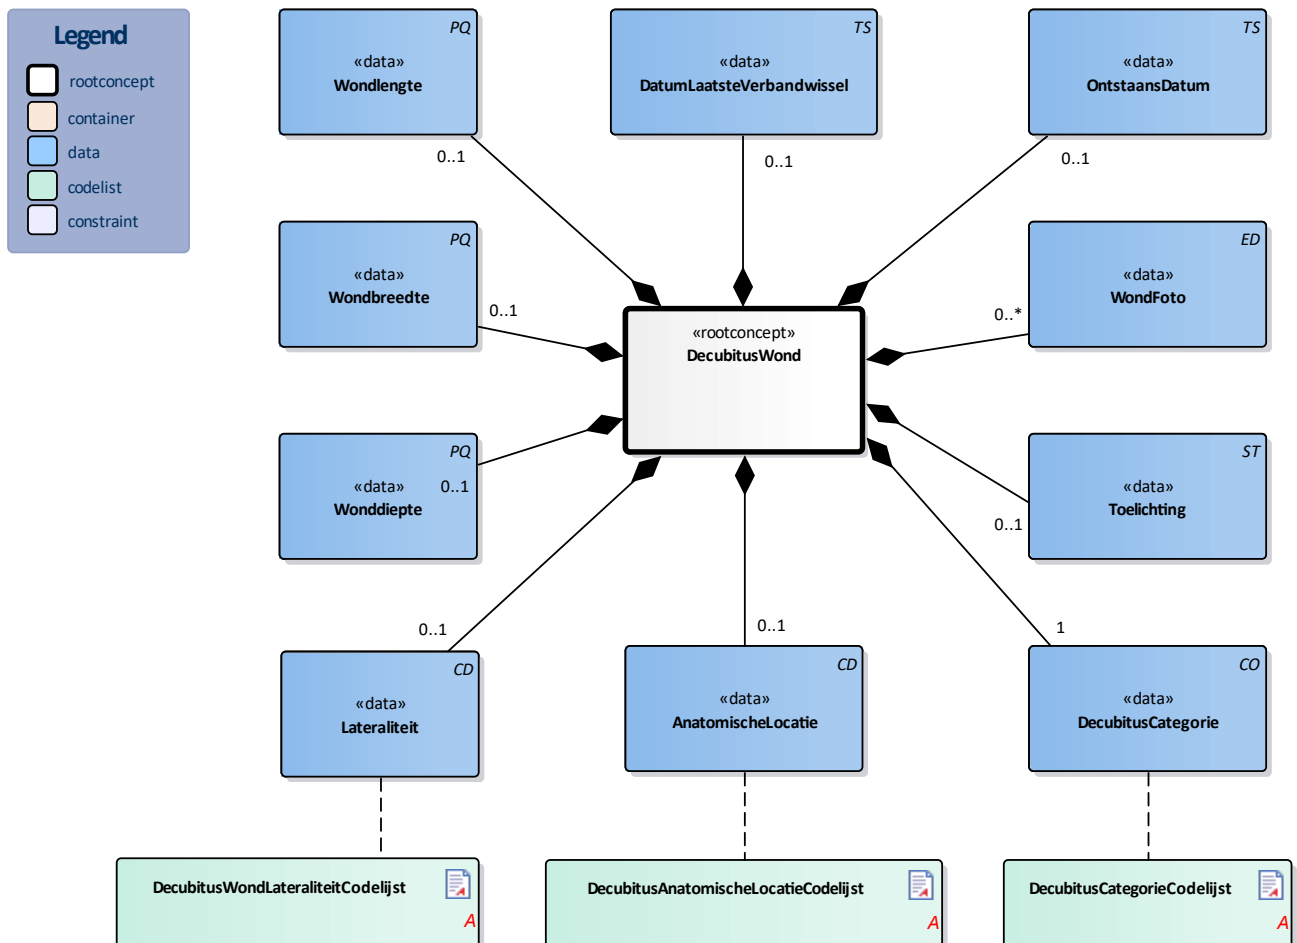 Legend
rootconcept
container
data
codelist
constraint
PQ
«data»
Wondlengte
0..1
TS
«data»
DatumLaatsteVerbandwissel
0..1
TS
«data»
OntstaansDatum
0..1
PQ
«data»
Wondbreedte
0..1
«rootconcept»
DecubitusWond
ED
«data»
WondFoto
0..*
PQ
«data»
Wonddiepte
0..1
ST
«data»
Toelichting
0..1
0..1
CD
«data»
Lateraliteit
0..1
CD
«data»
AnatomischeLocatie
1
CO
«data»
DecubitusCategorie
DecubitusWondLateraliteitCodelijst
A
DecubitusAnatomischeLocatieCodelijst
A
DecubitusCategorieCodelijst
A